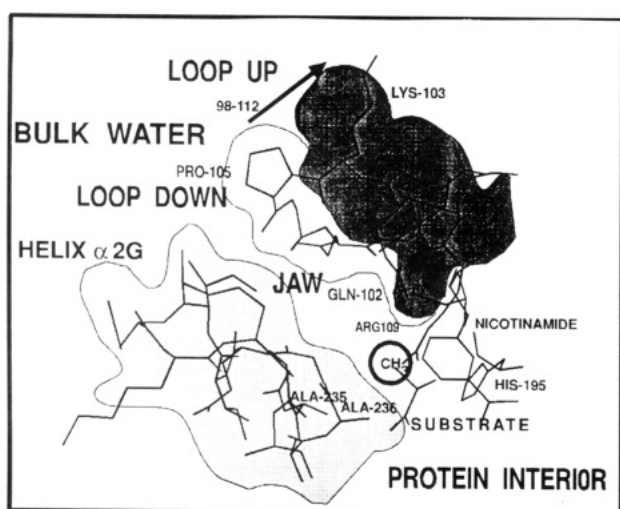 LOOP UP
LYS-103
98-112
BULK WATER
PRO-105
LOOP DOWN
HELIX α 2G
JAW
GLN-102
ARG109
NICOTINAMIDE
CH3
HIS-195
ALA-235
ALA-236
SUBSTRATE
PROTEIN INTERIOR